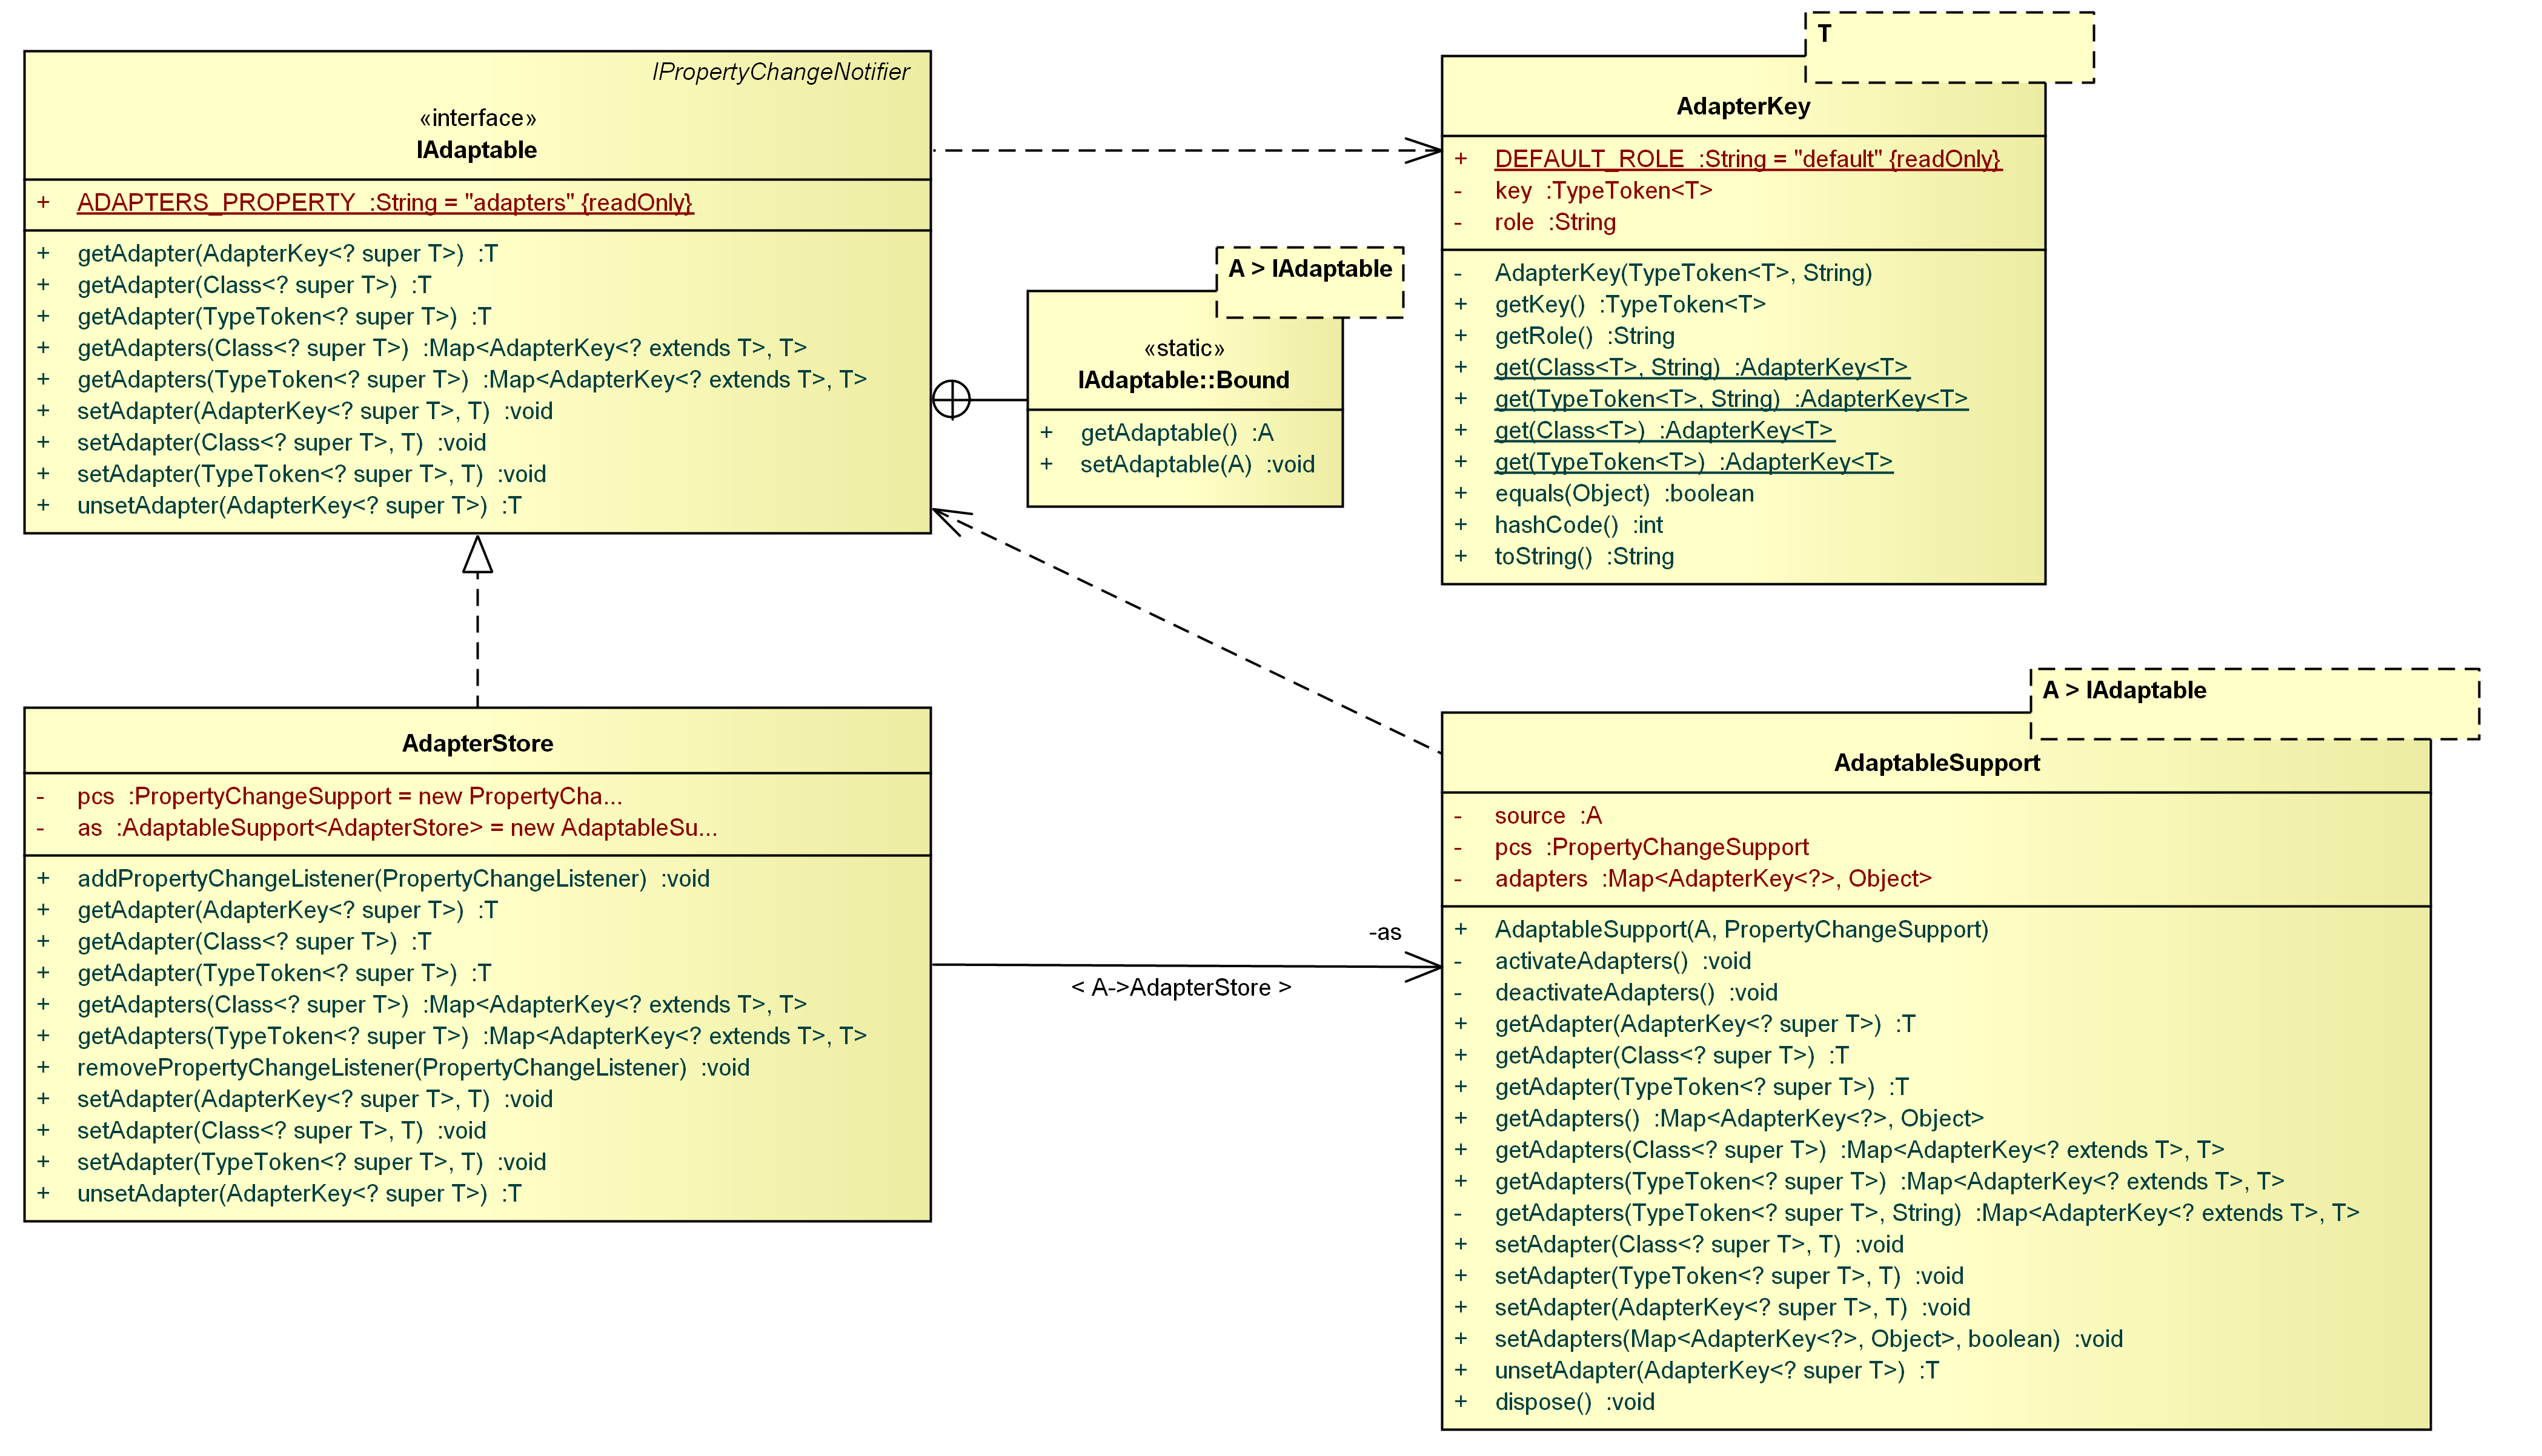 IPropertyChangeNotifier
«interface»
IAdaptable
+ ADAPTERS_PROPERTY :String = "adapters" {readOnly}
+ getAdapter(AdapterKey<? super T>) :T
+ getAdapter(Class<? super T>) :T
+ getAdapter(TypeToken<? super T>) :T
+ getAdapters(Class<? super T>) :Map<AdapterKey<? extends T>, T>
+ getAdapters(TypeToken<? super T>) :Map<AdapterKey<? extends T>, T>
+ setAdapter(AdapterKey<? super T>, T) :void
+ setAdapter(Class<? super T>, T) :void
+ setAdapter(TypeToken<? super T>, T) :void
+ unsetAdapter(AdapterKey<? super T>) :T
A > IAdaptable
«static»
IAdaptable::Bound
+ getAdaptable() :A
+ setAdaptable(A) :void
T
AdapterKey
+ DEFAULT_ROLE :String = "default" {readOnly}
- key :TypeToken<T>
- role :String
- AdapterKey(TypeToken<T>, String)
+ getKey() :TypeToken<T>
+ getRole() :String
+ get(Class<T>, String) :AdapterKey<T>
+ get(TypeToken<T>, String) :AdapterKey<T>
+ get(Class<T>) :AdapterKey<T>
+ get(TypeToken<T>) :AdapterKey<T>
+ equals(Object) :boolean
+ hashCode() :int
+ toString() :String
AdapterStore
- pcs :PropertyChangeSupport = new PropertyCha...
- as :AdaptableSupport<AdapterStore> = new AdaptableSu...
+ addPropertyChangeListener(PropertyChangeListener) :void
+ getAdapter(AdapterKey<? super T>) :T
+ getAdapter(Class<? super T>) :T
+ getAdapter(TypeToken<? super T>) :T
+ getAdapters(Class<? super T>) :Map<AdapterKey<? extends T>, T>
+ getAdapters(TypeToken<? super T>) :Map<AdapterKey<? extends T>, T>
+ removePropertyChangeListener(PropertyChangeListener) :void
+ setAdapter(AdapterKey<? super T>, T) :void
+ setAdapter(Class<? super T>, T) :void
+ setAdapter(TypeToken<? super T>, T) :void
+ unsetAdapter(AdapterKey<? super T>) :T
-as
< A->AdapterStore >
A > IAdaptable
AdaptableSupport
- source :A
- pcs :PropertyChangeSupport
- adapters :Map<AdapterKey<?>, Object>
+ AdaptableSupport(A, PropertyChangeSupport)
- activateAdapters() :void
- deactivateAdapters() :void
+ getAdapter(AdapterKey<? super T>) :T
+ getAdapter(Class<? super T>) :T
+ getAdapter(TypeToken<? super T>) :T
+ getAdapters() :Map<AdapterKey<?>, Object>
+ getAdapters(Class<? super T>) :Map<AdapterKey<? extends T>, T>
+ getAdapters(TypeToken<? super T>) :Map<AdapterKey<? extends T>, T>
- getAdapters(TypeToken<? super T>, String) :Map<AdapterKey<? extends T>, T>
+ setAdapter(Class<? super T>, T) :void
+ setAdapter(TypeToken<? super T>, T) :void
+ setAdapter(AdapterKey<? super T>, T) :void
+ setAdapters(Map<AdapterKey<?>, Object>, boolean) :void
+ unsetAdapter(AdapterKey<? super T>) :T
+ dispose() :void